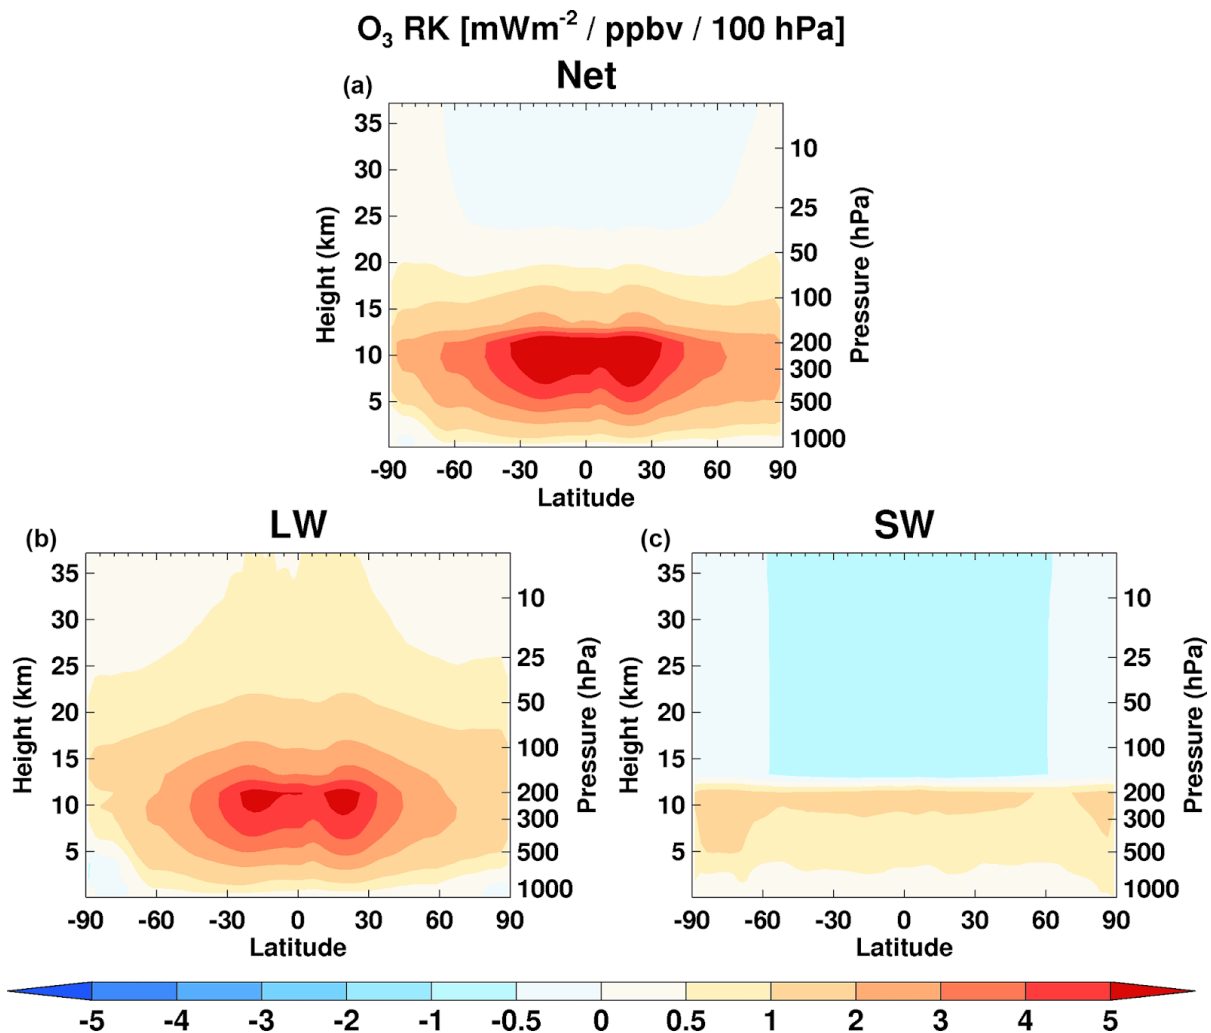 O3 RK [mWm-2 / ppbv / 100 hPa]
(a)
Net
35
30
25
20
15
10
5
Height (km)
10
25
50
100
200
300
500
1000
Pressure (hPa)
-90 -60 -30 0 30 60 90
Latitude
(b)
LW
35
30
25
20
15
10
5
Height (km)
10
25
50
100
200
300
500
1000
Pressure (hPa)
-90 -60 -30 0 30 60 90
Latitude
(c)
SW
35
30
25
20
15
10
5
Height (km)
10
25
50
100
200
300
500
1000
Pressure (hPa)
-90 -60 -30 0 30 60 90
Latitude
-5 -4 -3 -2 -1 -0.5 0 0.5 1 2 3 4 5